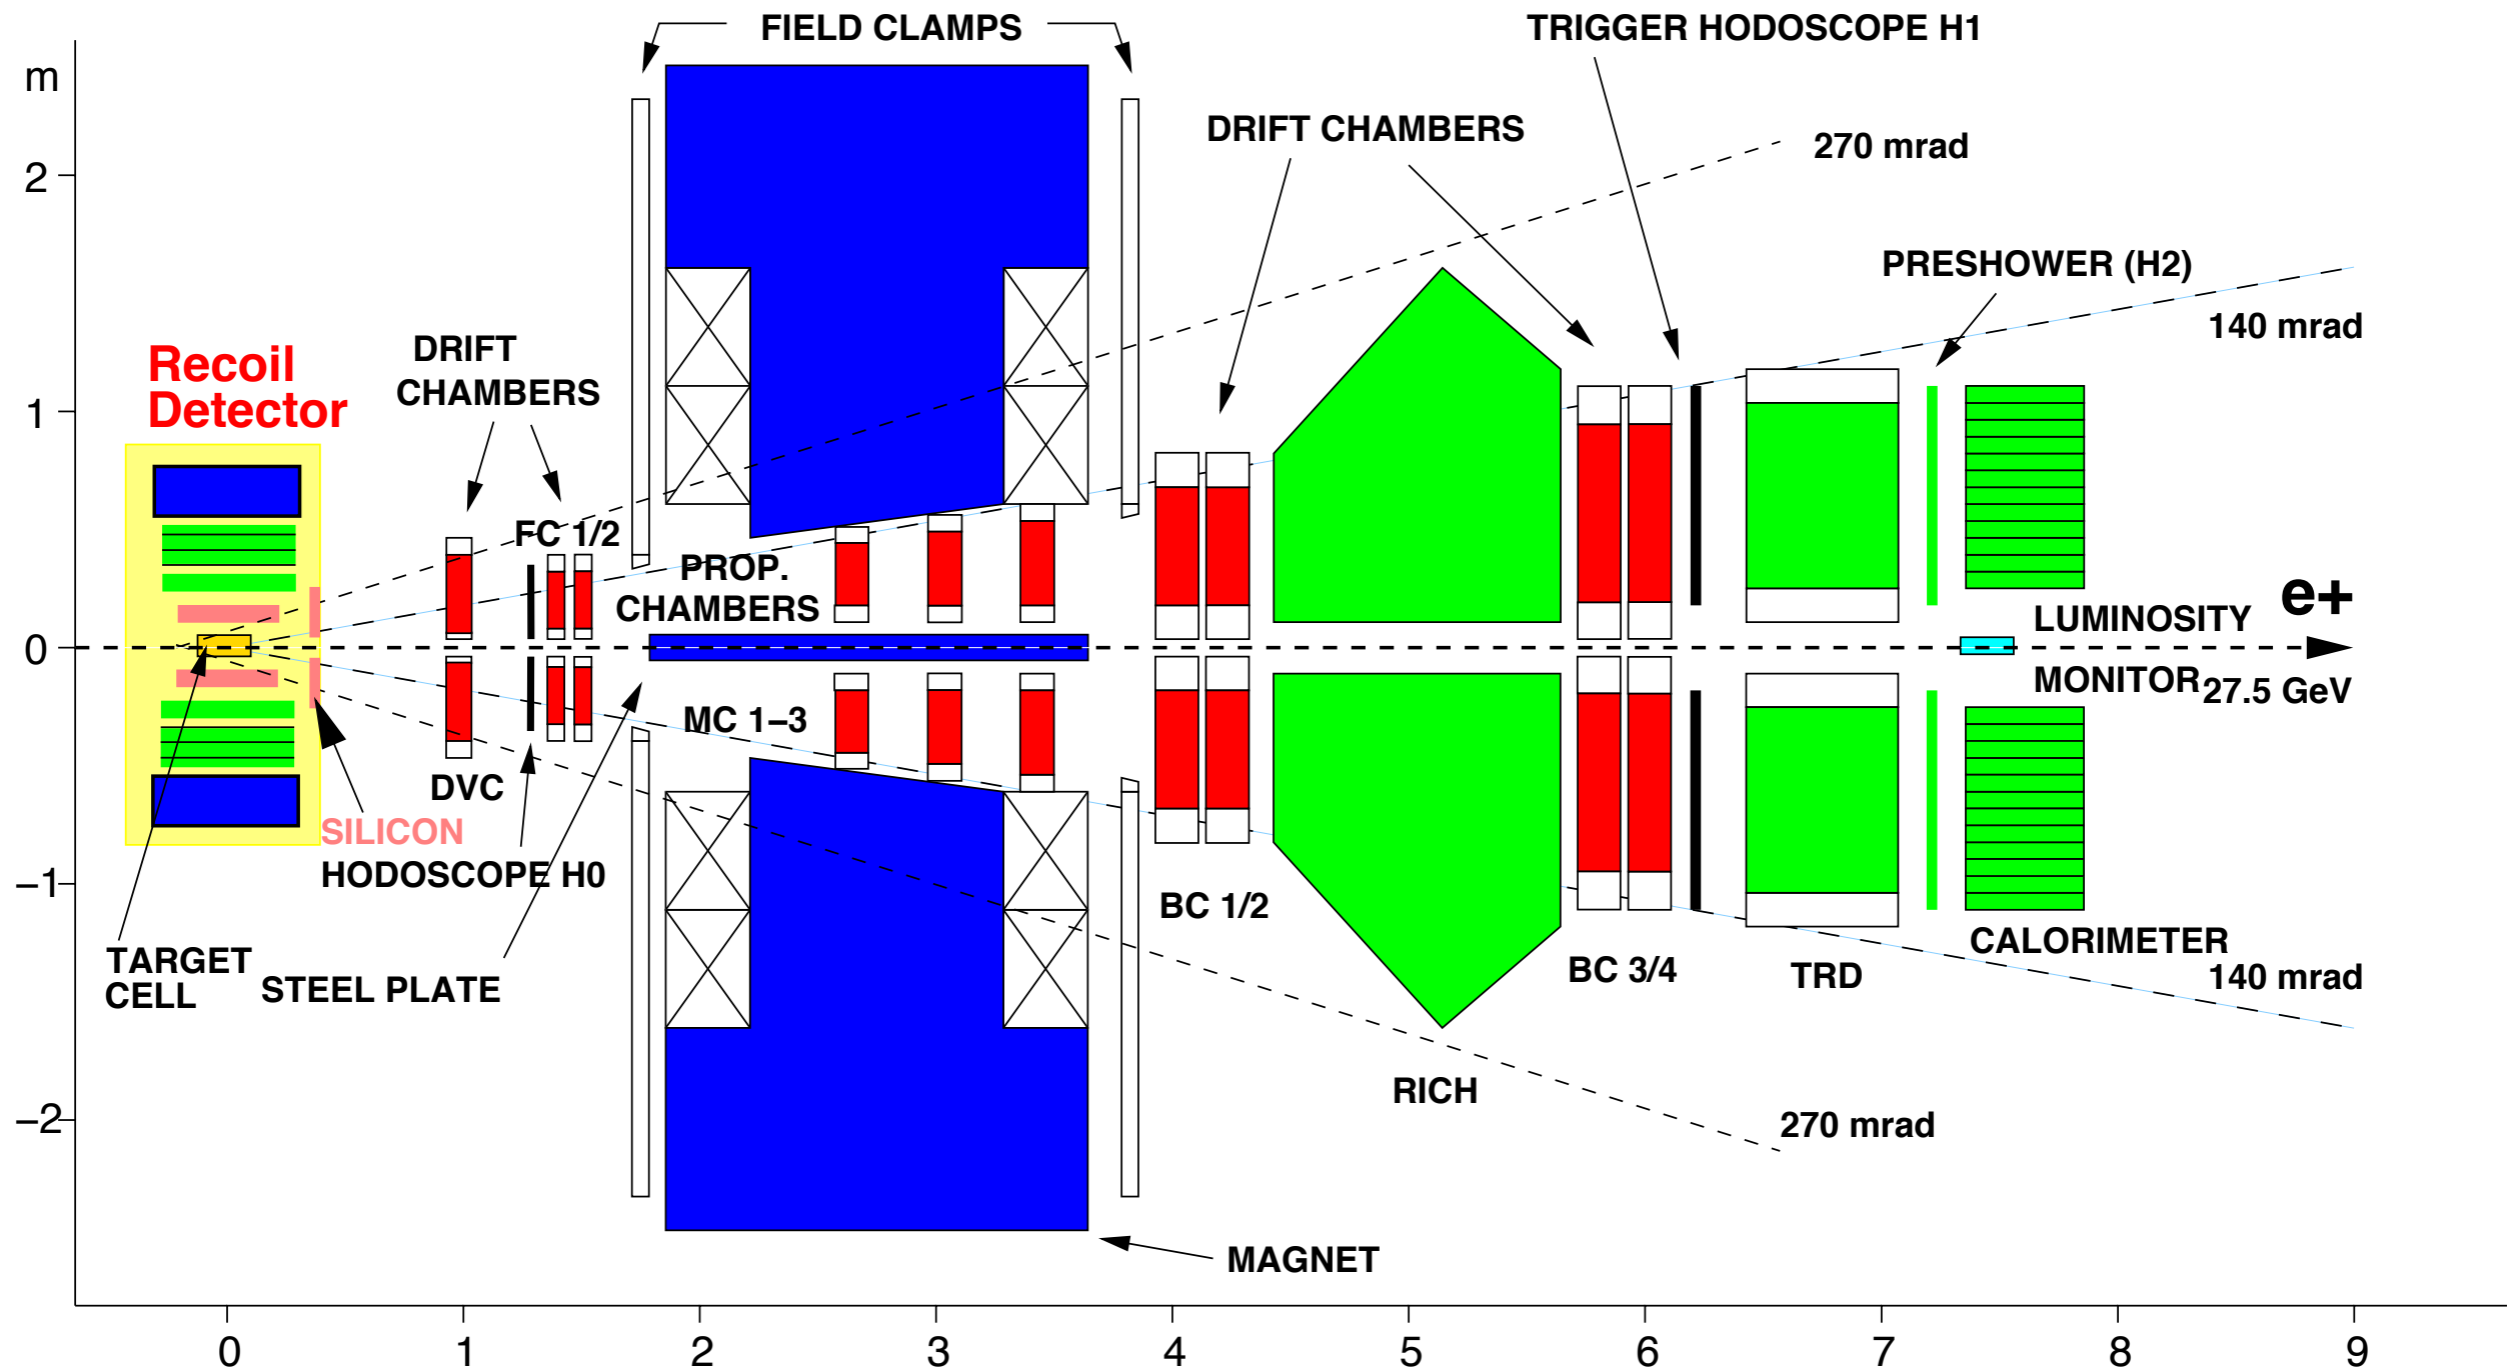 FIELD CLAMPS
TRIGGER HODOSCOPE H1
m
DRIFT CHAMBERS
270 mrad
2
PRESHOWER (H2)
140 mrad
DRIFT
CHAMBERS
Recoil
Detector
1
FC 1/2
PROP.
CHAMBERS
e+
LUMINOSITY
0
MONITOR
27.5 GeV
MC 1–3
DVC
SILICON
HODOSCOPE H0
–1
BC 1/2
TARGET
CELL
STEEL PLATE
BC 3/4
TRD
CALORIMETER
140 mrad
RICH
270 mrad
–2
MAGNET
0 1 2 3 4 5 6 7 8 9